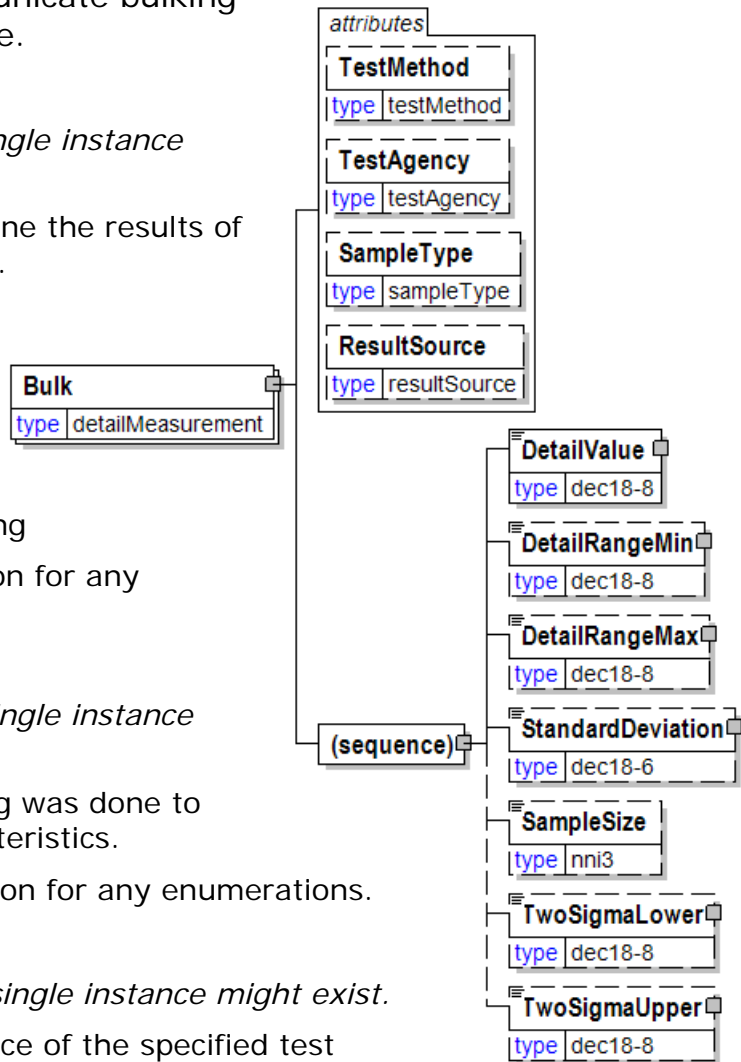 unicate bulking
e.
ngle instance
ne the results of
.
ng
on for any
ingle instance
g was done to
teristics.
on for any enumerations.
single instance might exist.
ce of the specified test
attributes
TestMethod
type testMethod
TestAgency
type testAgency
SampleType
type sampleType
ResultSource
type resultSource
Bulk
type detailMeasurement
(sequence)
DetailValue
type dec18-8
DetailRangeMin
type dec18-8
DetailRangeMax
type dec18-8
StandardDeviation
type dec18-6
SampleSize
type nni3
TwoSigmaLower
type dec18-8
TwoSigmaUpper
type dec18-8